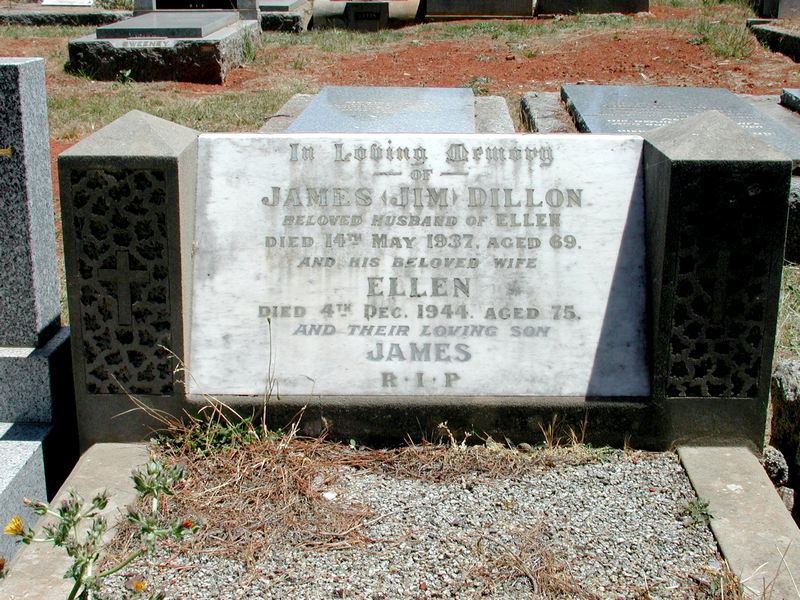 SWEENEY
In Loving Memory
OF
JAMES (JIM) DILLON
BELOVED HUSBAND OF ELLEN
DIED 14TH MAY 1937, AGED 69.
AND HIS BELOVED WIFE
ELLEN
DIED 4TH DEC. 1944. AGED 75.
AND THEIR LOVING SON
JAMES
R·I·P